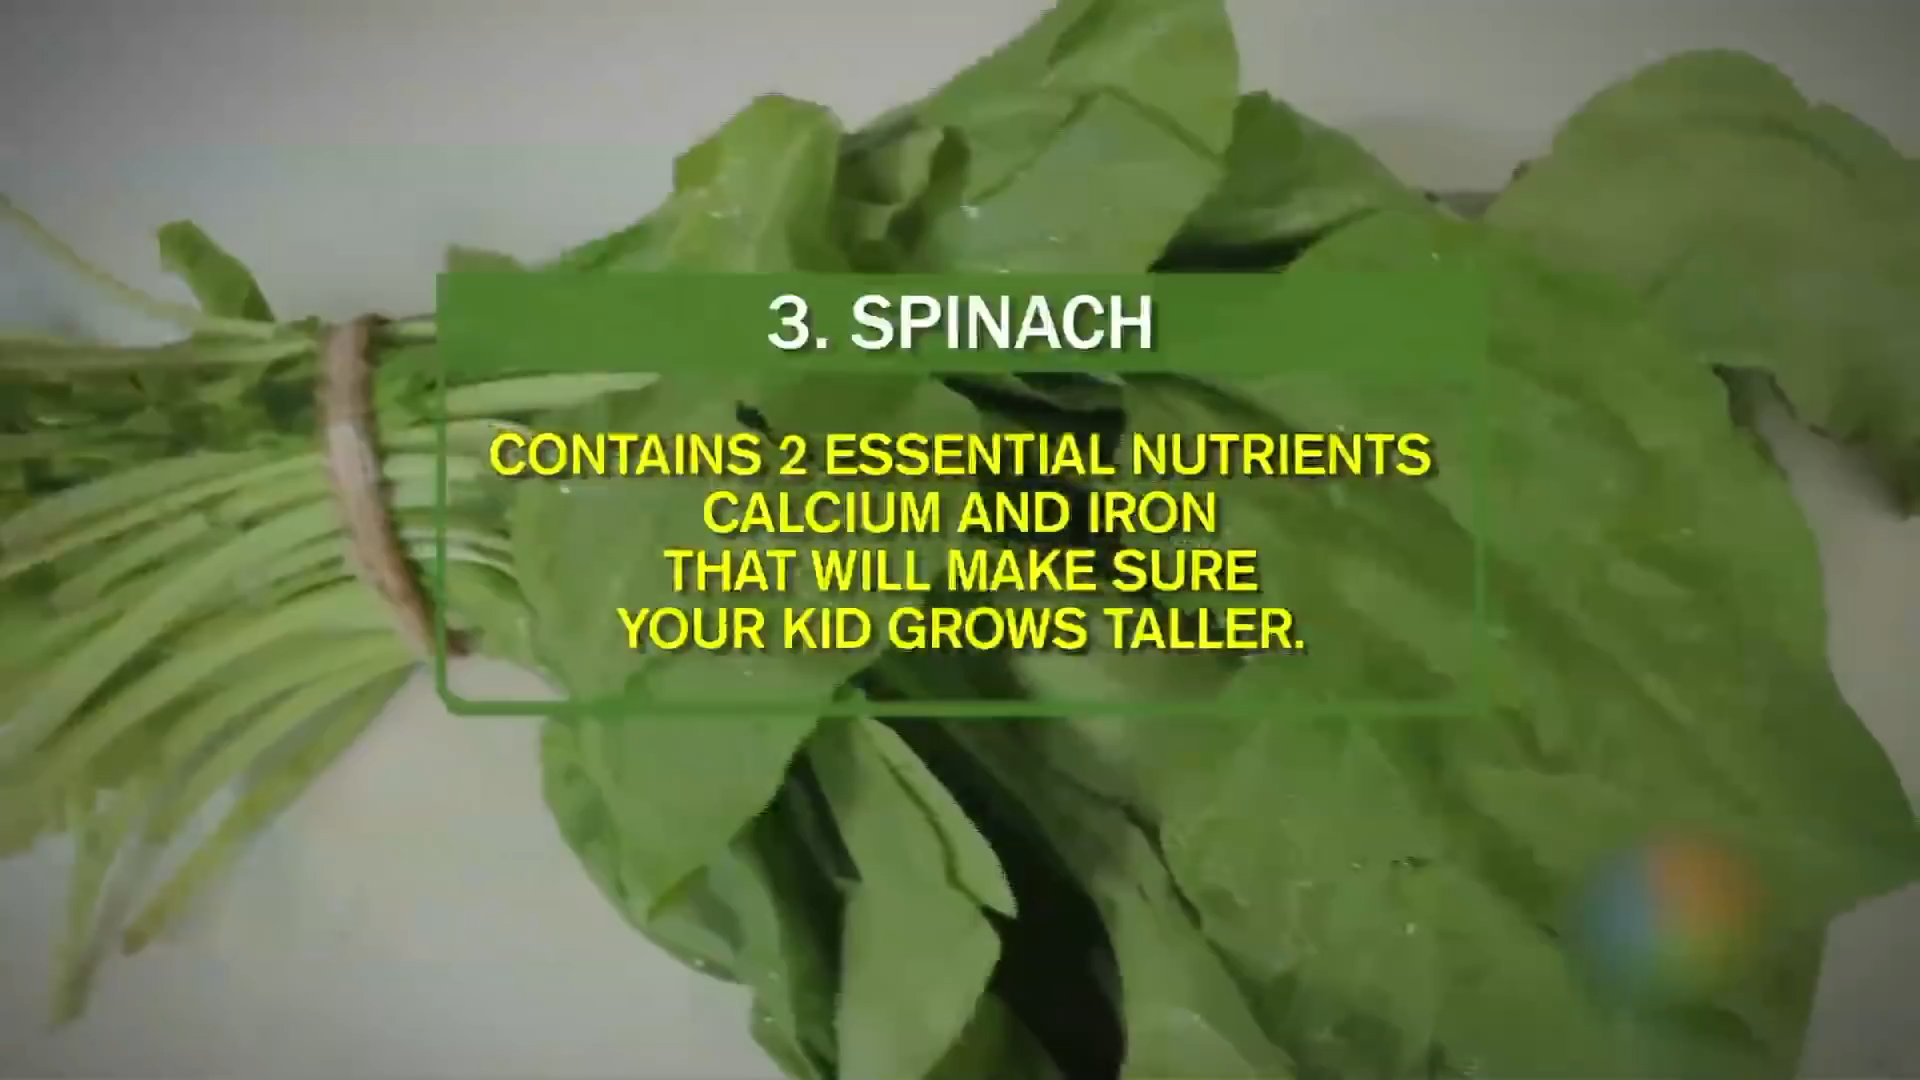 3. SPINACH
CONTAINS 2 ESSENTIAL NUTRIENTS
CALCIUM AND IRON
THAT WILL MAKE SURE
YOUR KID GROWS TALLER.